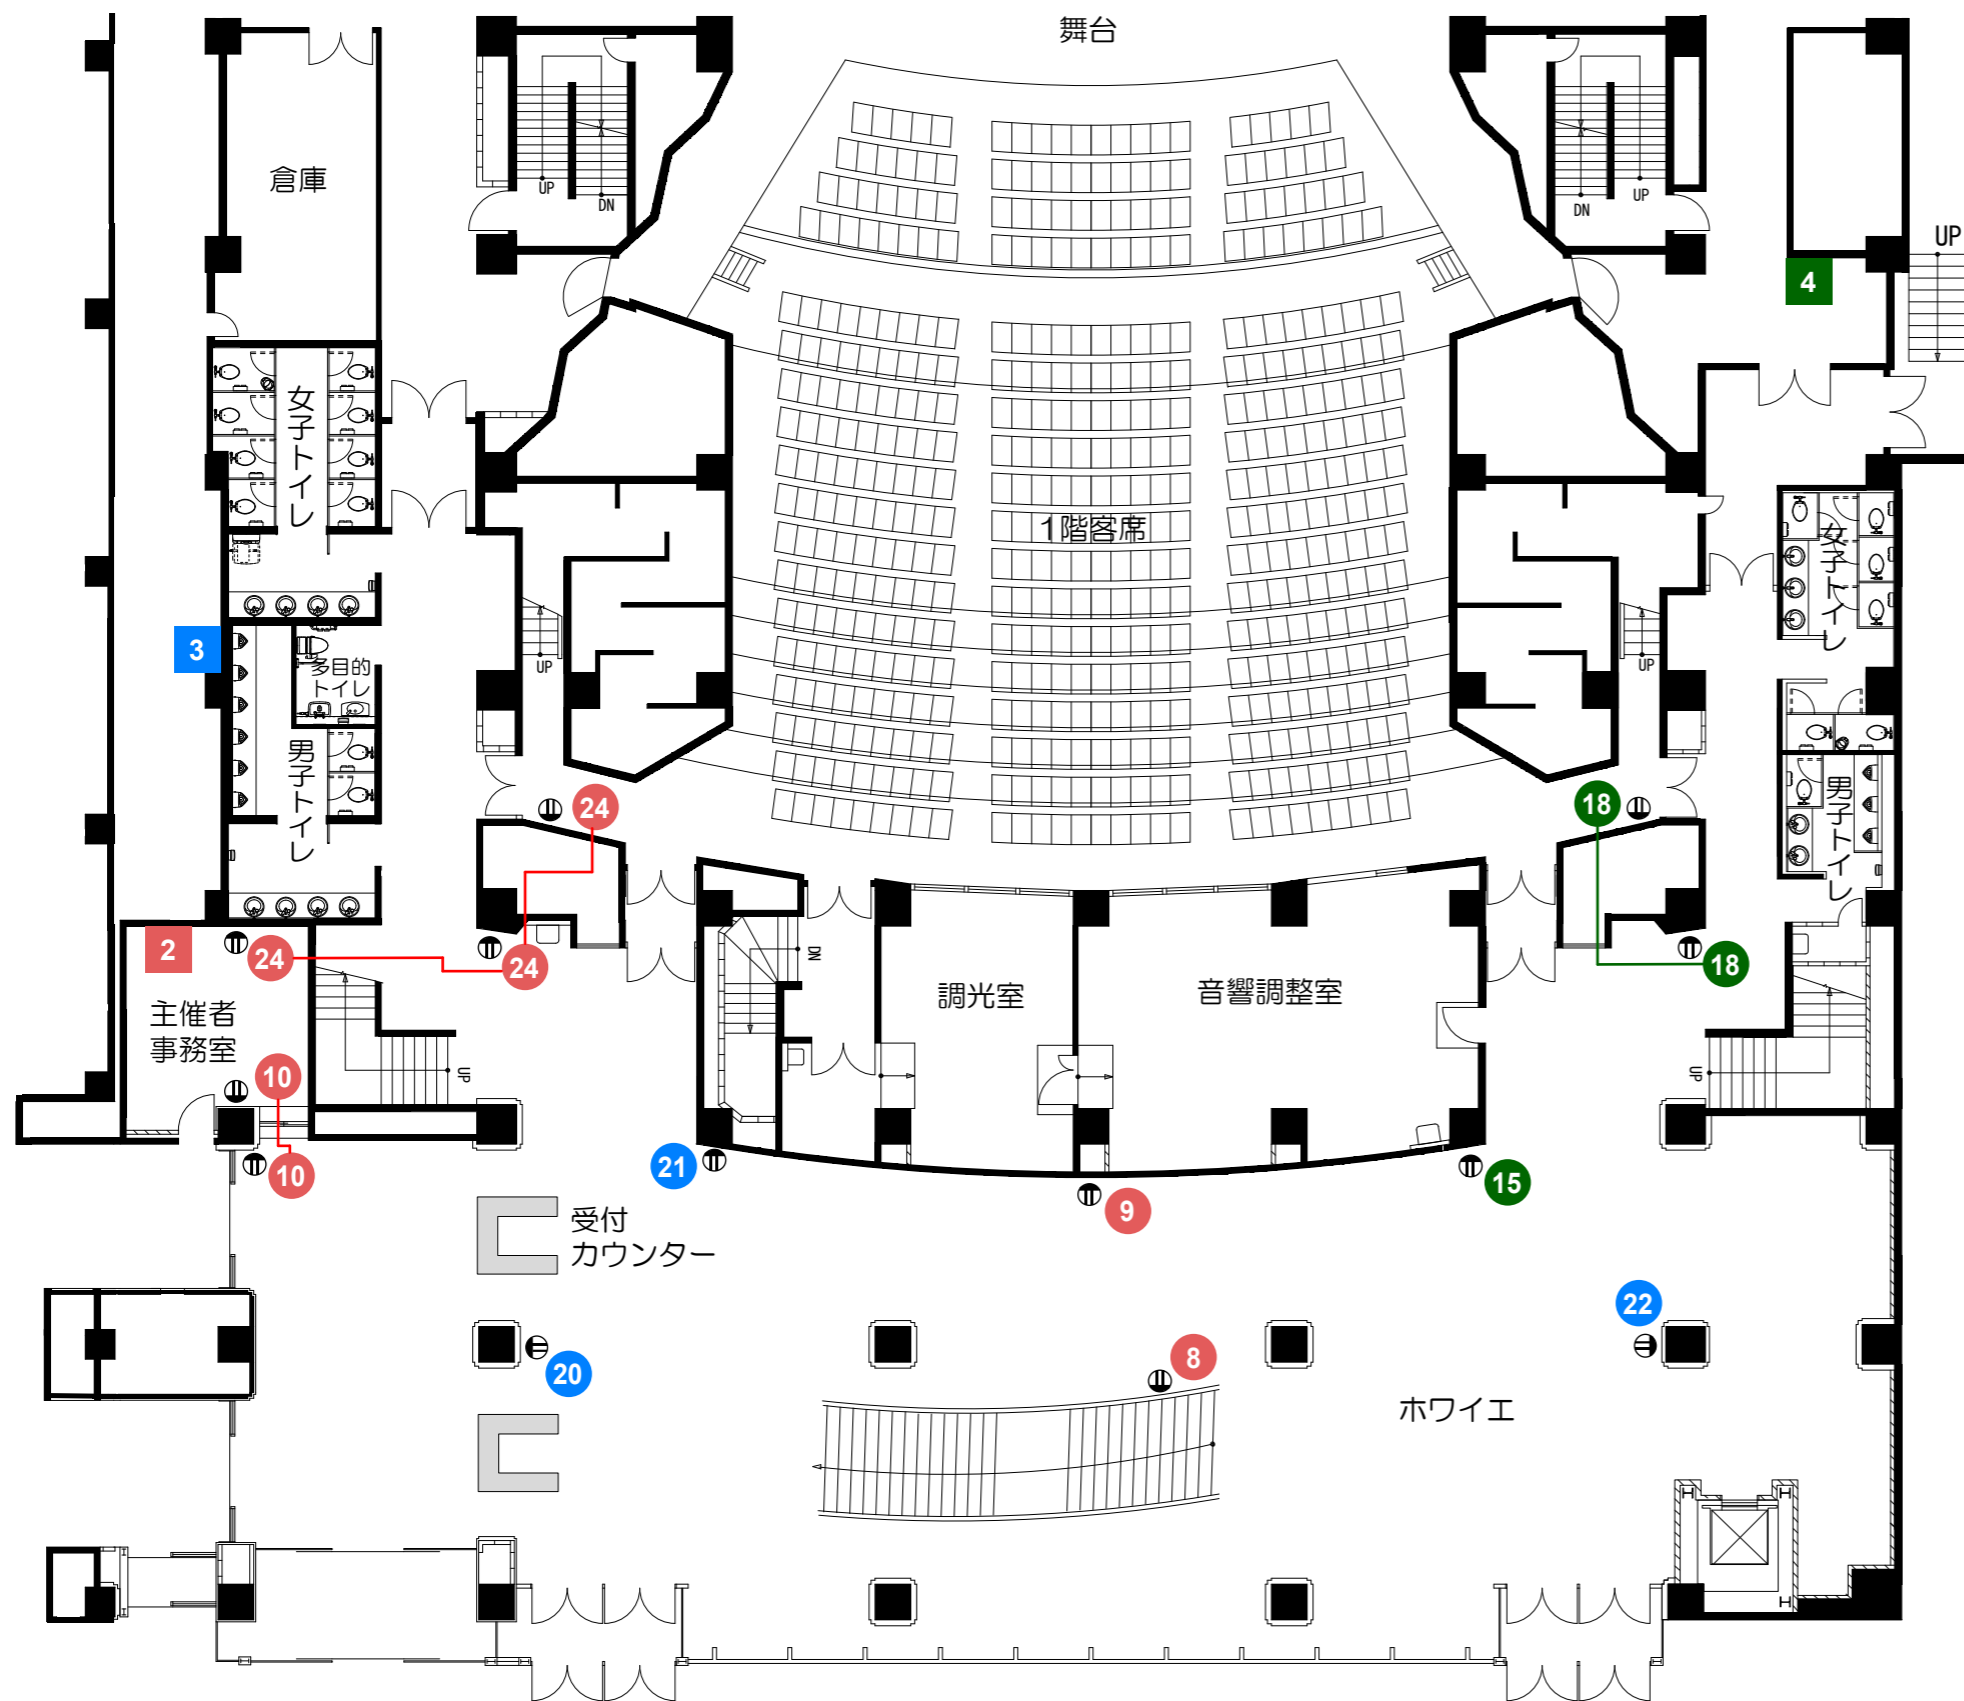 舞台
倉庫
UP
DN
DN
UP
UP
4
女子トイレ
1階客席
女子トイレ
3
多目的
トイレ
UP
UP
男子トイレ
男子トイレ
24
18
2
24
24
18
主催者
事務室
DN
調光室
音響調整室
UP
UP
10
10
21
9
15
受付
カウンター
22
20
8
ホワイエ